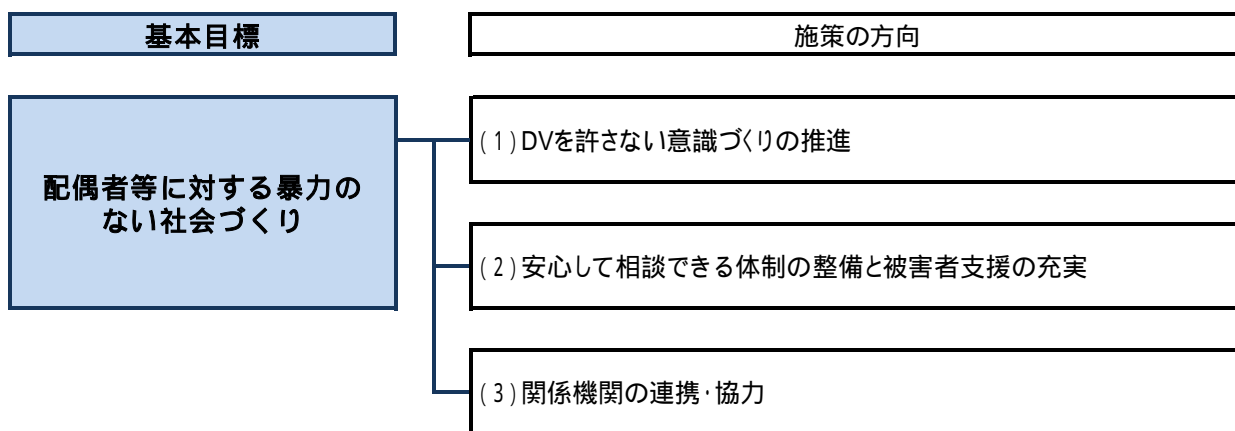 基本目標
施策の方向
配偶者等に対する暴力の
ない社会づくり
(1)DVを許さない意識づくりの推進
(2)安心して相談できる体制の整備と被害者支援の充実
(3)関係機関の連携・協力